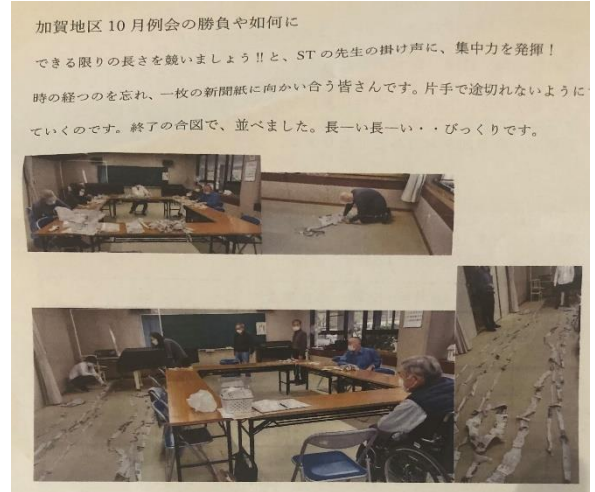 加賀地区10月例会の勝負や如何に
できる限りの長さを競いましょう!!と、STの先生の掛け声に、集中力を発揮！
時の経つのを忘れ、一枚の新聞紙に向かい合う皆さんです。片手で途切れないように
ていくのです。終了の合図で、並べました。長―い長―い・・びっくりです。